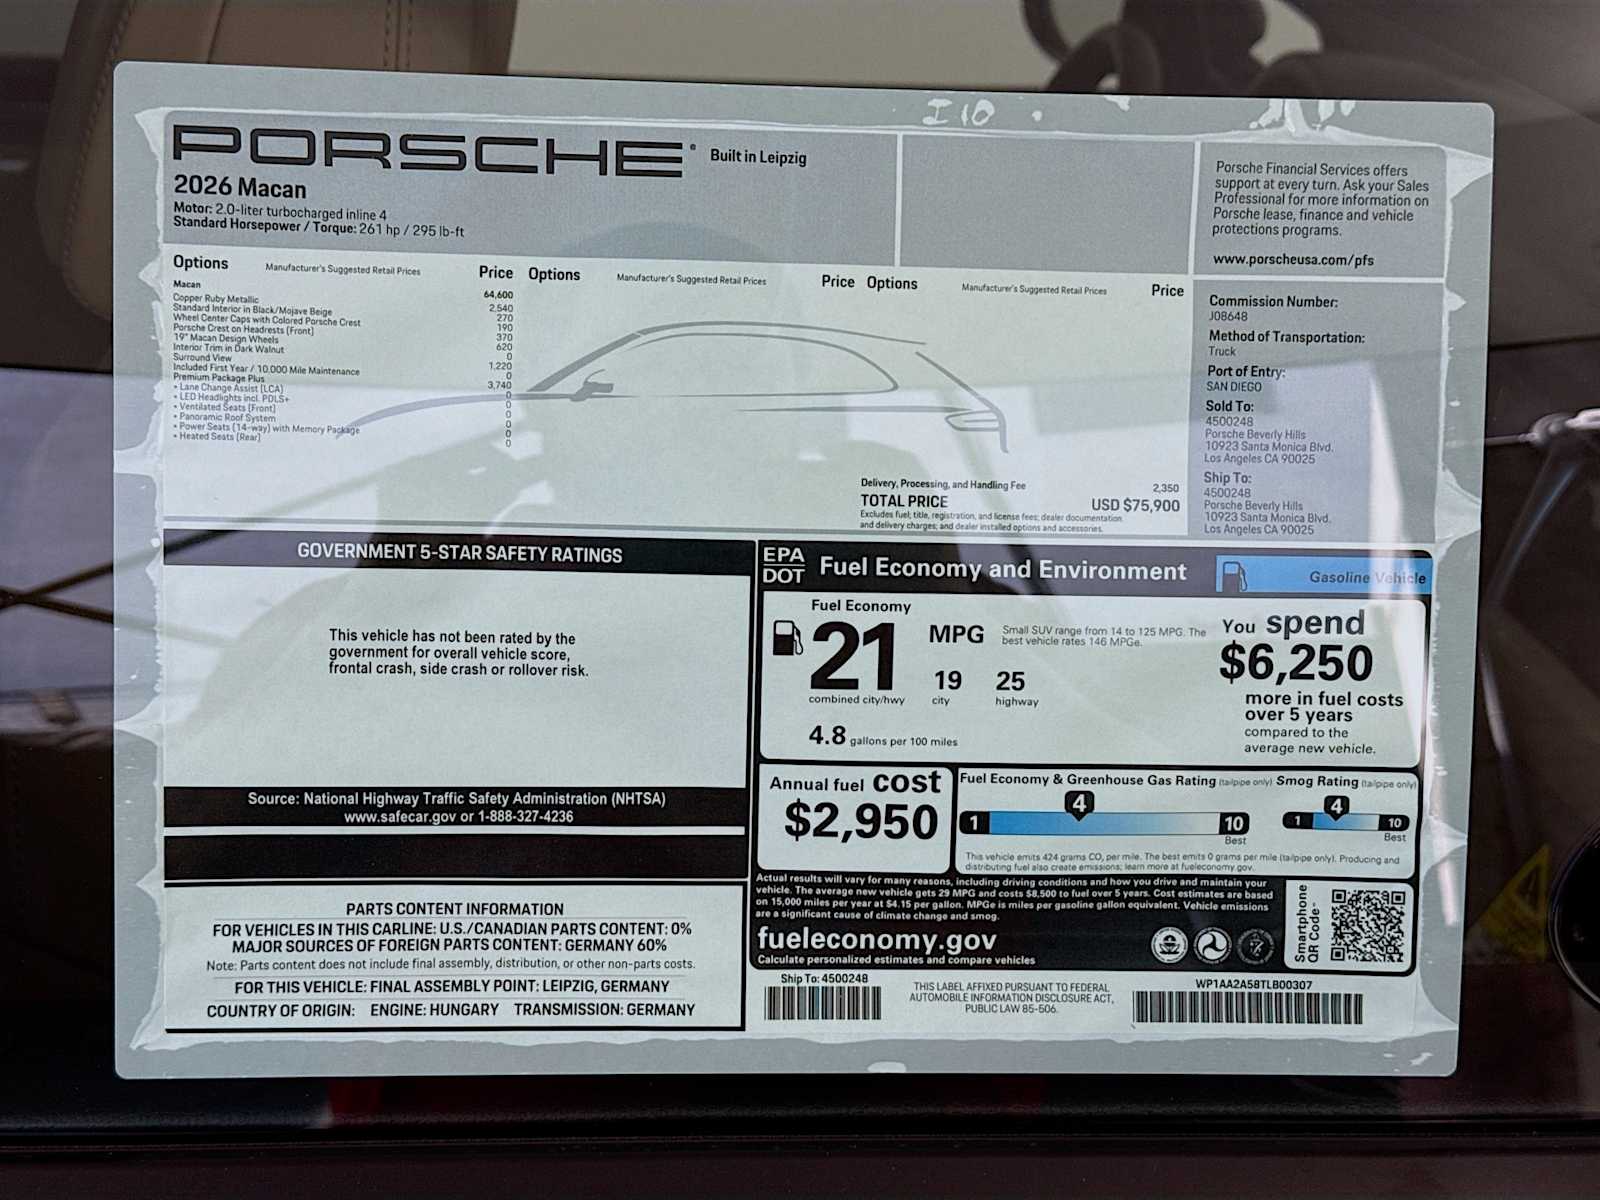 I 10
PORSCHE® Built in Leipzig
2026 Macan
Motor: 2.0-liter turbocharged inline 4
Standard Horsepower / Torque: 261 hp / 295 lb-ft
Porsche Financial Services offers
support at every turn. Ask your Sales
Professional for more information on
Porsche lease, finance and vehicle
protections programs.
www.porscheusa.com/pfs
Options Manufacturer's Suggested Retail Prices Price Options Manufacturer's Suggested Retail Prices Price Options Manufacturer's Suggested Retail Prices Price
Macan 64,600
Copper Ruby Metallic 2,540
Standard Interior in Black/Mojave Beige 270
Wheel Center Caps with Colored Porsche Crest 190
Porsche Crest on Headrests (Front) 370
19" Macan Design Wheels 620
Interior Trim in Dark Walnut 0
Surround View 1,220
Included First Year / 10,000 Mile Maintenance 0
Premium Package Plus 3,740
• Lane Change Assist (LCA) 0
• LED Headlights incl. PDLS+ 0
• Ventilated Seats (Front) 0
• Panoramic Roof System 0
• Power Seats (14-way) with Memory Package 0
• Heated Seats (Rear) 0
Delivery, Processing, and Handling Fee 2,350
TOTAL PRICE USD $75,900
Excludes fuel; title, registration, and license fees; dealer documentation
and delivery charges; and dealer installed options and accessories.
Commission Number:
J08648
Method of Transportation:
Truck
Port of Entry:
SAN DIEGO
Sold To:
4500248
Porsche Beverly Hills
10923 Santa Monica Blvd.
Los Angeles CA 90025
Ship To:
4500248
Porsche Beverly Hills
10923 Santa Monica Blvd.
Los Angeles CA 90025
GOVERNMENT 5-STAR SAFETY RATINGS
This vehicle has not been rated by the
government for overall vehicle score,
frontal crash, side crash or rollover risk.
Source: National Highway Traffic Safety Administration (NHTSA)
www.safecar.gov or 1-888-327-4236
PARTS CONTENT INFORMATION
FOR VEHICLES IN THIS CARLINE: U.S./CANADIAN PARTS CONTENT: 0%
MAJOR SOURCES OF FOREIGN PARTS CONTENT: GERMANY 60%
Note: Parts content does not include final assembly, distribution, or other non-parts costs.
FOR THIS VEHICLE: FINAL ASSEMBLY POINT: LEIPZIG, GERMANY
COUNTRY OF ORIGIN: ENGINE: HUNGARY TRANSMISSION: GERMANY
EPA
DOT
Fuel Economy and Environment
Gasoline Vehicle
Fuel Economy
21 MPG
Small SUV range from 14 to 125 MPG. The
best vehicle rates 146 MPGe.
19 25
combined city/hwy city highway
4.8 gallons per 100 miles
You spend
$6,250
more in fuel costs
over 5 years
compared to the
average new vehicle.
Annual fuel cost
$2,950
Fuel Economy & Greenhouse Gas Rating (tailpipe only) Smog Rating (tailpipe only)
4 4
1 10 1 10
Best Best
This vehicle emits 424 grams CO2 per mile. The best emits 0 grams per mile (tailpipe only). Producing and
distributing fuel also create emissions; learn more at fueleconomy.gov.
Actual results will vary for many reasons, including driving conditions and how you drive and maintain your
vehicle. The average new vehicle gets 29 MPG and costs $8,500 to fuel over 5 years. Cost estimates are based
on 15,000 miles per year at $4.15 per gallon. MPGe is miles per gasoline gallon equivalent. Vehicle emissions
are a significant cause of climate change and smog.
fueleconomy.gov
Calculate personalized estimates and compare vehicles
Smartphone
QR Code™
Ship To: 4500248
THIS LABEL AFFIXED PURSUANT TO FEDERAL
AUTOMOBILE INFORMATION DISCLOSURE ACT,
PUBLIC LAW 85-506.
WP1AA2A58TLB00307